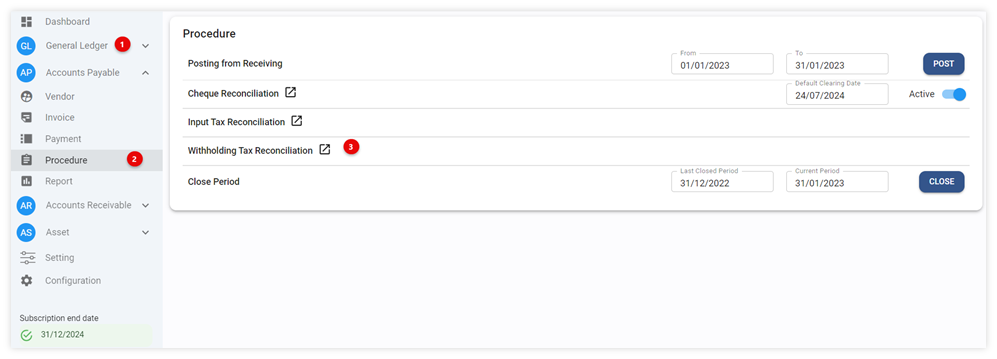 Dashboard
GL General Ledger 1
AP Accounts Payable
Vendor
Invoice
Payment
Procedure 2
Report
AR Accounts Receivable
AS Asset
Setting
Configuration
Subscription end date
31/12/2024
Procedure
Posting from Receiving From 01/01/2023 To 31/01/2023 POST
Cheque Reconciliation Default Clearing Date 24/07/2024 Active
Input Tax Reconciliation
Withholding Tax Reconciliation 3
Close Period Last Closed Period 31/12/2022 Current Period 31/01/2023 CLOSE